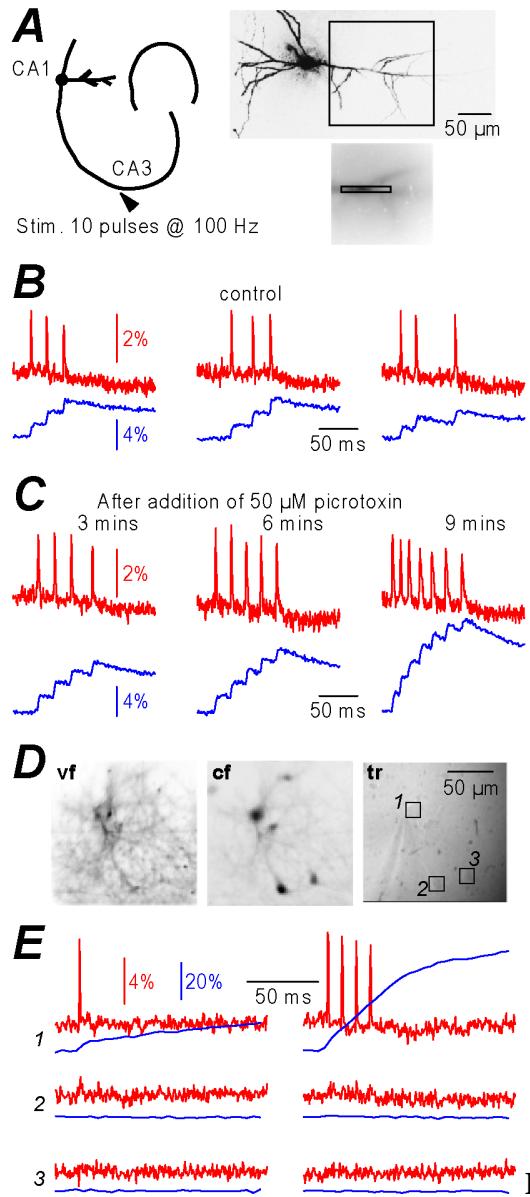 A
CA1
CA3
Stim. 10 pulses @ 100 Hz
50 µm
B
control
2%
4%
50 ms
C
After addition of 50 µM picrotoxin
3 mins
6 mins
9 mins
2%
4%
50 ms
D
vf
cf
tr
50 µm
1
2
3
E
4%
20%
50 ms
1
2
3